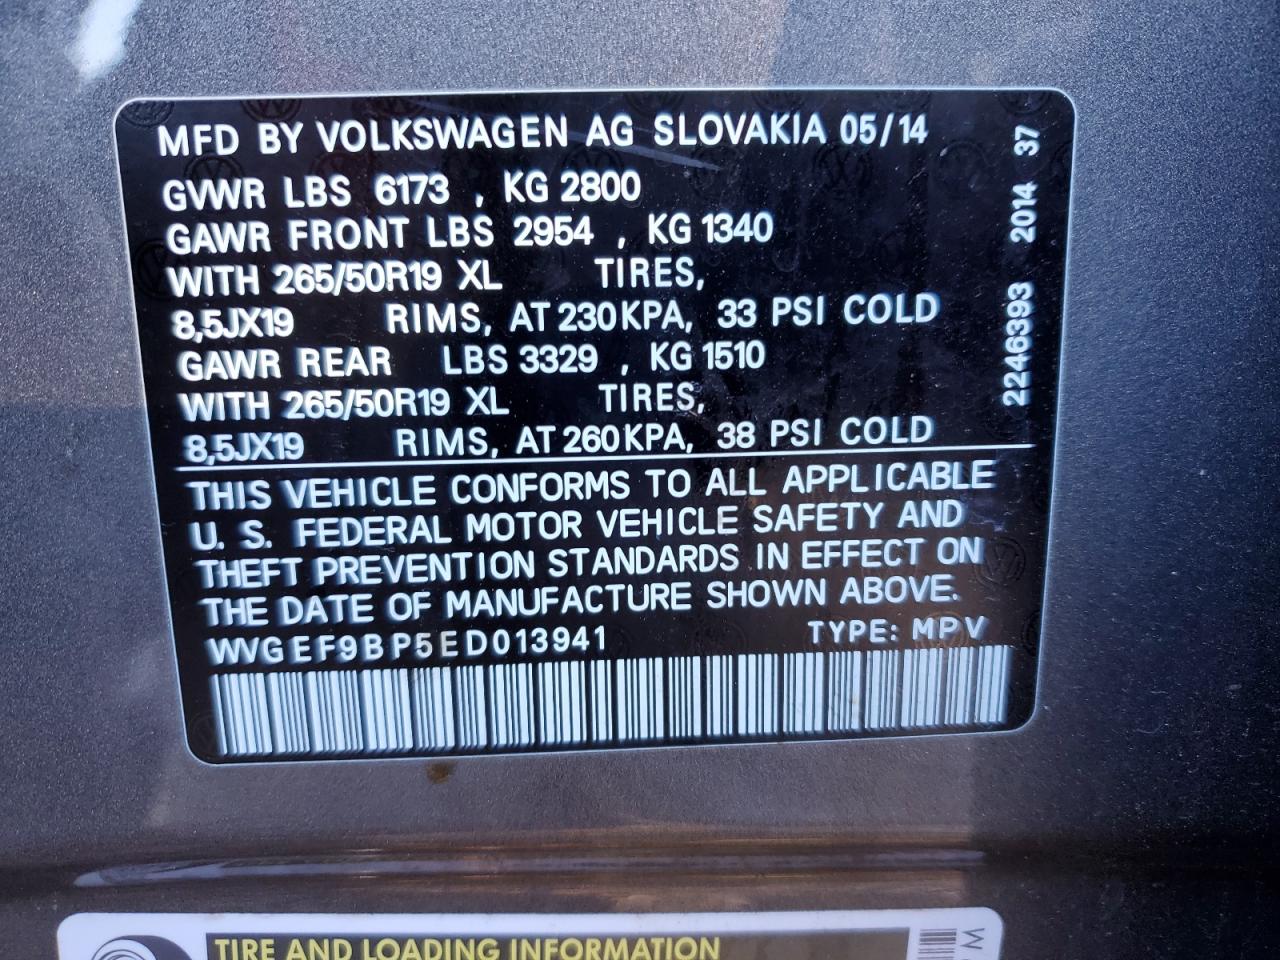 MFD BY VOLKSWAGEN AG SLOVAKIA 05/14
GVWR LBS 6173 , KG 2800
GAWR FRONT LBS 2954 , KG 1340
WITH 265/50R19 XL TIRES,
8,5JX19 RIMS, AT 230KPA, 33 PSI COLD
GAWR REAR LBS 3329 , KG 1510
WITH 265/50R19 XL TIRES,
8,5JX19 RIMS, AT 260KPA, 38 PSI COLD
THIS VEHICLE CONFORMS TO ALL APPLICABLE
U. S. FEDERAL MOTOR VEHICLE SAFETY AND
THEFT PREVENTION STANDARDS IN EFFECT ON
THE DATE OF MANUFACTURE SHOWN ABOVE.
WVGEF9BP5ED013941 TYPE: MPV
2246393 2014 37
TIRE AND LOADING INFORMATION